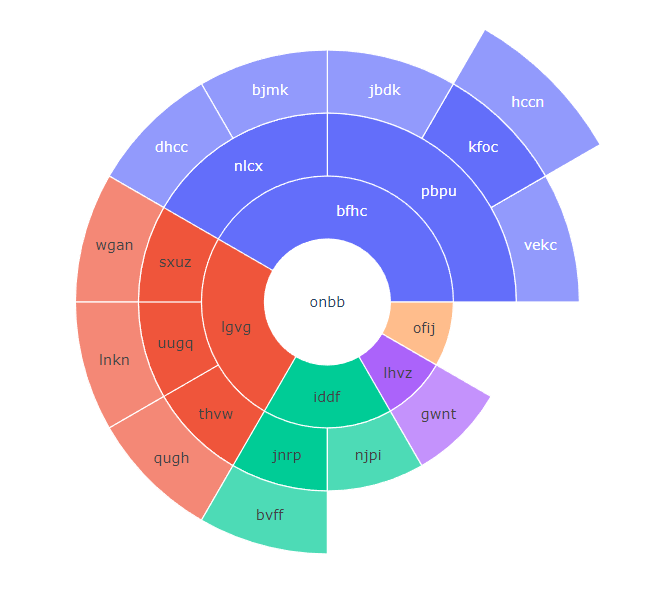 hccn
bjmk
jbdk
dhcc
kfoc
nlcx
pbpu
bfhc
wgan
vekc
sxuz
onbb
lgvg
ofij
uugq
lnkn
lhvz
iddf
thvw
gwnt
jnrp
njpi
qugh
bvff